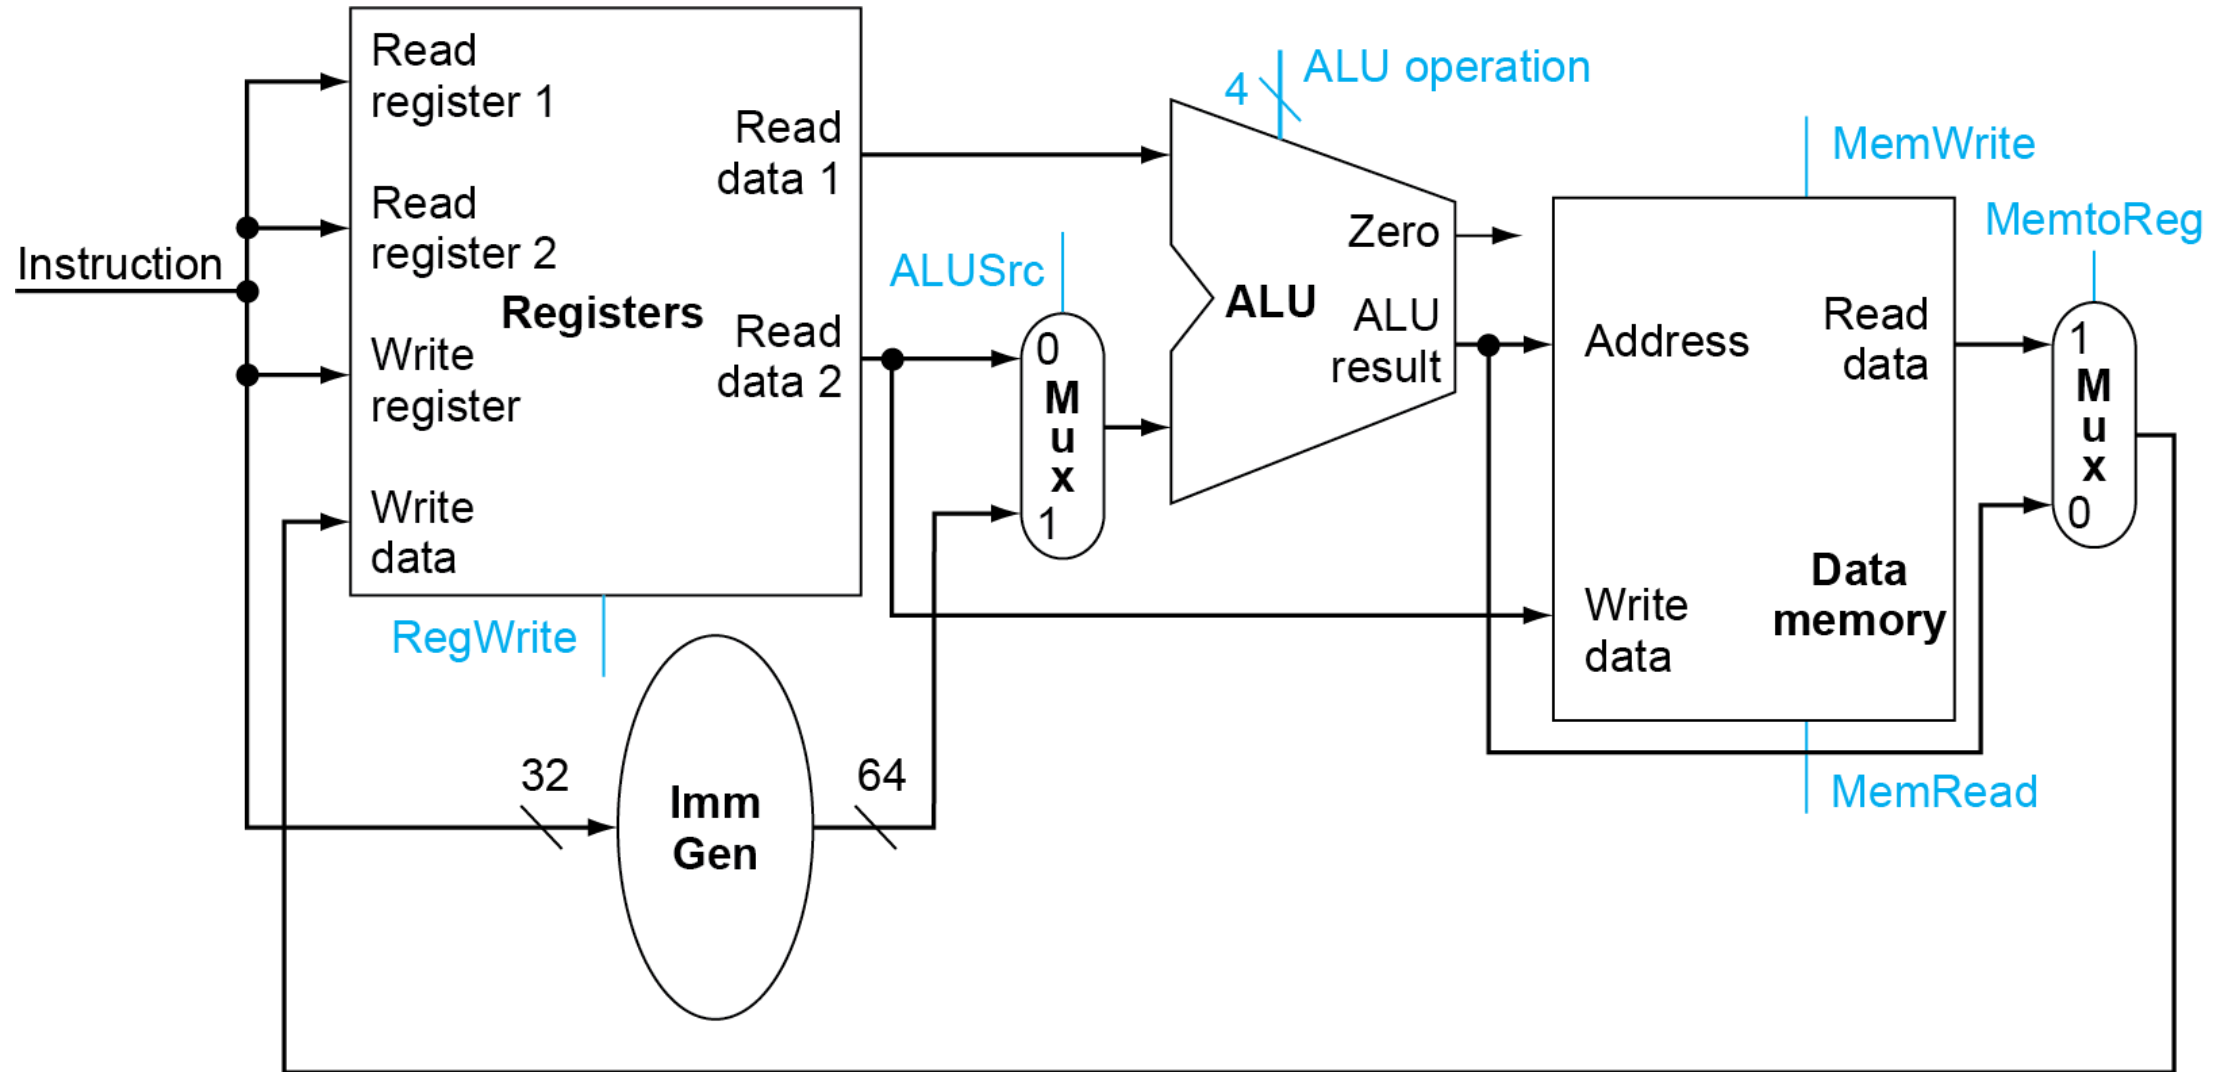 Instruction
Read
register 1
Read
register 2
Write
register
Write
data
Registers
Read
data 1
Read
data 2
RegWrite
32
Imm
Gen
64
ALUSrc
0
M
u
x
1
4
ALU operation
ALU
Zero
ALU
result
MemWrite
Address
Write
data
Read
data
Data
memory
MemRead
MemtoReg
1
M
u
x
0